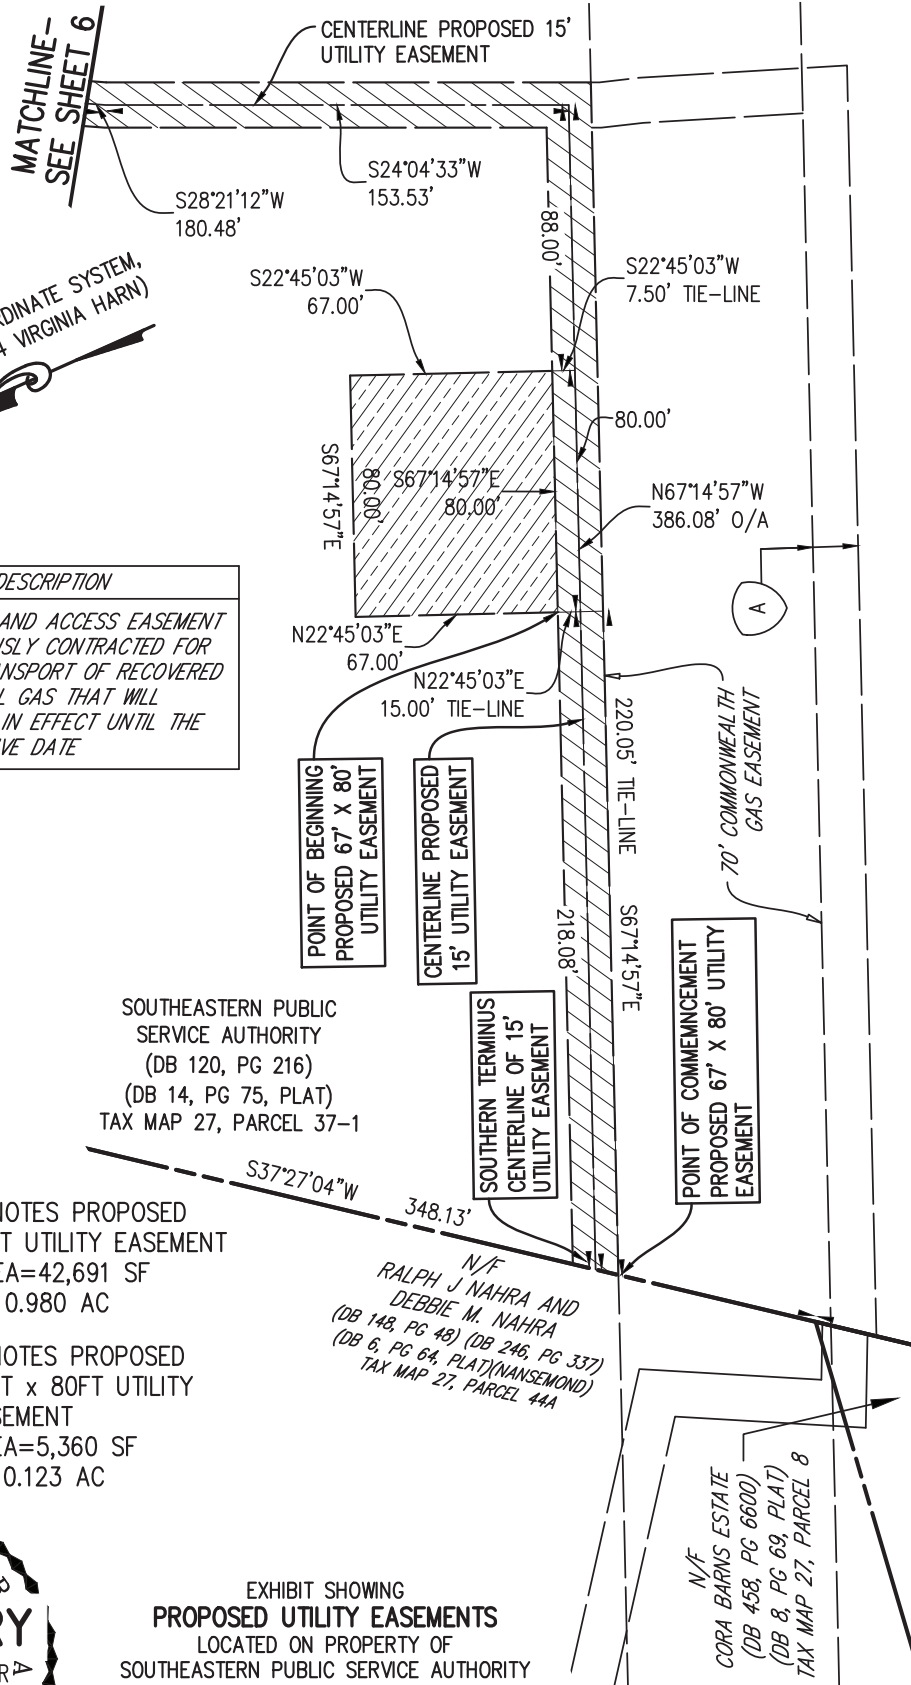 MATCHLINE-
SEE SHEET 6
CENTERLINE PROPOSED 15'
UTILITY EASEMENT
S24°04'33"W
153.53'
S28°21'12"W
180.48'
88.00'
S22°45'03"W
7.50' TIE-LINE
S22°45'03"W
67.00'
SYSTEM,
VIRGINIA HARN)
80.00'
S67°14'57"E
80.00'
S67°14'57"E
80.00'
N67°14'57"W
386.08' O/A
A
DESCRIPTION
AND ACCESS EASEMENT
CONTRACTED FOR
OF RECOVERED
GAS THAT WILL
IN EFFECT UNTIL THE
DATE
N22°45'03"E
67.00'
N22°45'03"E
15.00' TIE-LINE
220.05' TIE-LINE
S67°14'57"E
70' COMMONWEALTH
GAS EASEMENT
POINT OF BEGINNING
PROPOSED 67' X 80'
UTILITY EASEMENT
CENTERLINE PROPOSED
15' UTILITY EASEMENT
218.08'
SOUTHERN TERMINUS
CENTERLINE OF 15'
UTILITY EASEMENT
POINT OF COMMEMNCEMENT
PROPOSED 67' X 80' UTILITY
EASEMENT
SOUTHEASTERN PUBLIC
SERVICE AUTHORITY
(DB 120, PG 216)
(DB 14, PG 75, PLAT)
TAX MAP 27, PARCEL 37-1
S37°27'04"W
348.13'
N/F
RALPH J NAHRA AND
DEBBIE M. NAHRA
(DB 148, PG 48) (DB 246, PG 337)
(DB 6, PG 64, PLAT)(NANSEMOND)
TAX MAP 27, PARCEL 44A
PROPOSED
UTILITY EASEMENT
=42,691 SF
0.980 AC
PROPOSED
x 80FT UTILITY
=5,360 SF
0.123 AC
N/F
CORA BARNS ESTATE
(DB 458, PG 6600)
(DB 8, PG 69, PLAT)
TAX MAP 27, PARCEL 8
EXHIBIT SHOWING
PROPOSED UTILITY EASEMENTS
LOCATED ON PROPERTY OF
SOUTHEASTERN PUBLIC SERVICE AUTHORITY